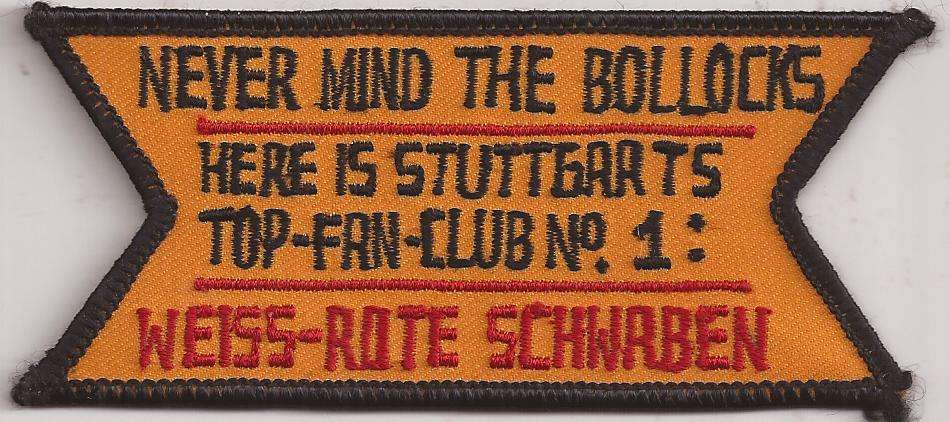 NEVER MIND THE BOLLOCKS
HERE IS STUTTGARTS
TOP-FAN-CLUB No. 1:
WEISS-ROTE SCHWABEN